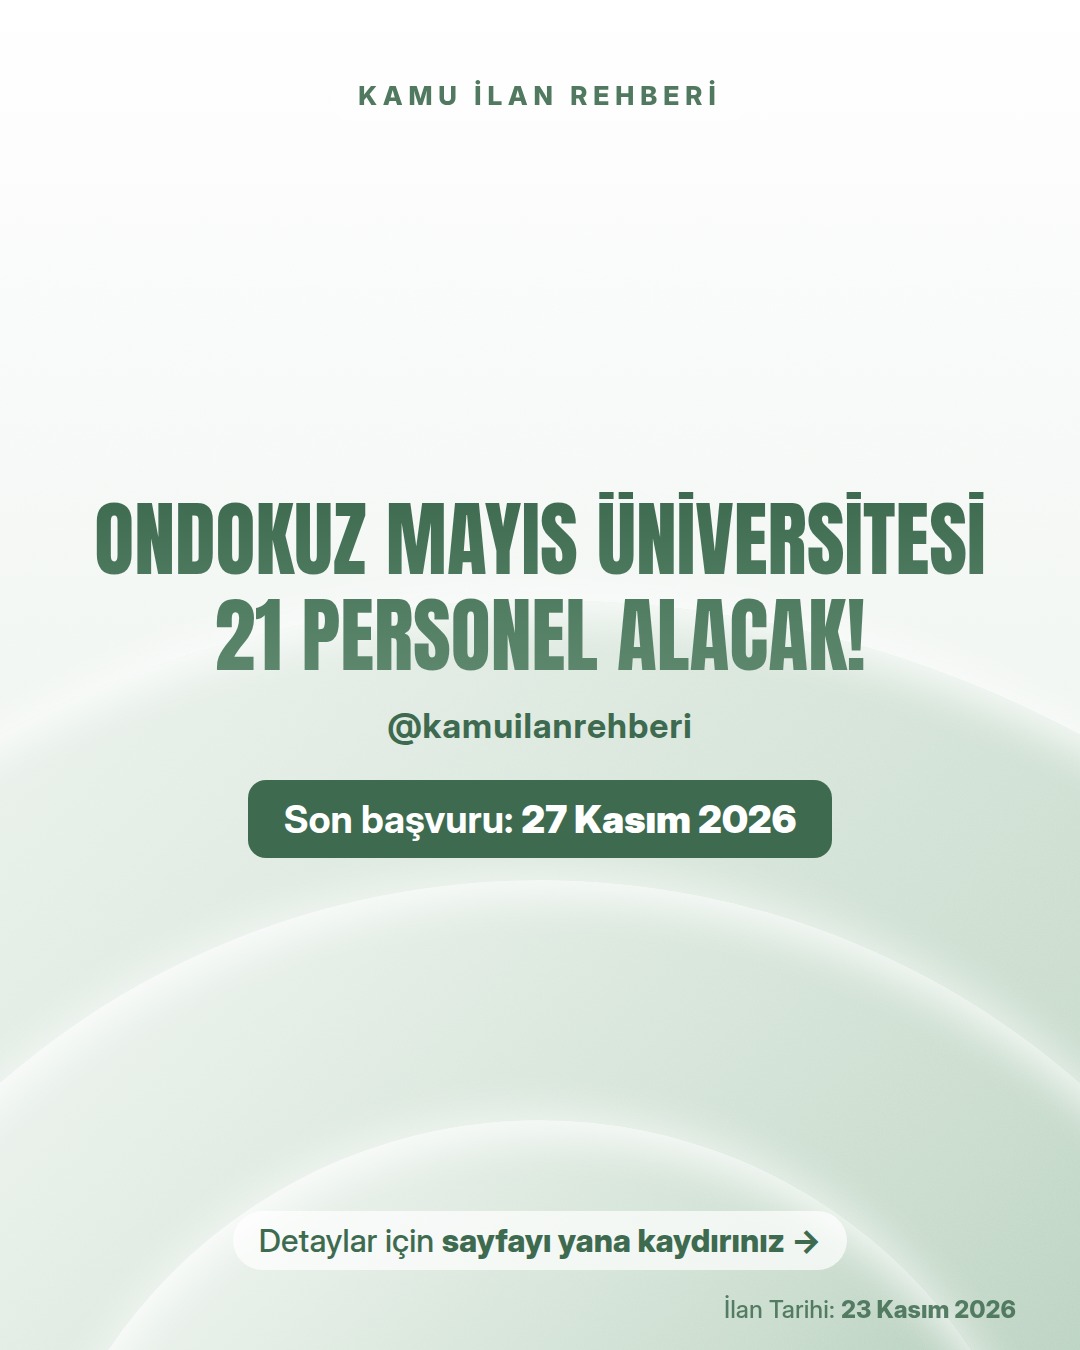 KAMU İLAN REHBERİ
ONDOKUZ MAYIS ÜNİVERSİTESİ
21 PERSONEL ALACAK!
@kamuilanrehberi
Son başvuru: 27 Kasım 2026
Detaylar için sayfayı yana kaydırınız →
İlan Tarihi: 23 Kasım 2026